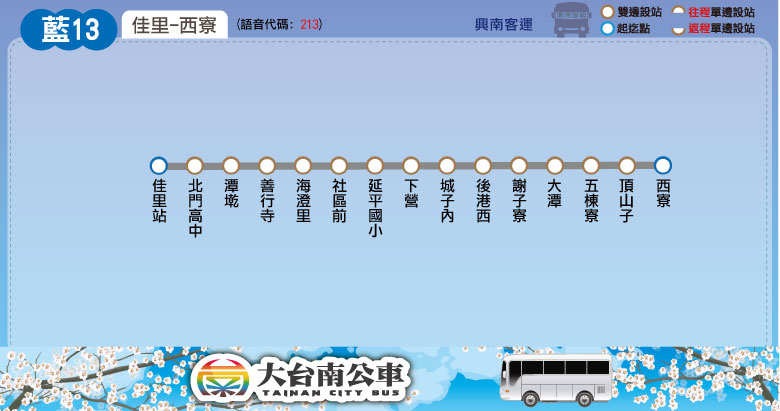 藍13
佳里-西寮
(語音代碼：213)
興南客運
雙邊設站
往程單邊設站
起迄點
返程單邊設站
佳里站
北門高中
潭墘
善行寺
海澄里
社區前
延平國小
下營
城子內
後港西
謝子寮
大潭
五棟寮
頂山子
西寮
大台南公車
TAINAN CITY BUS